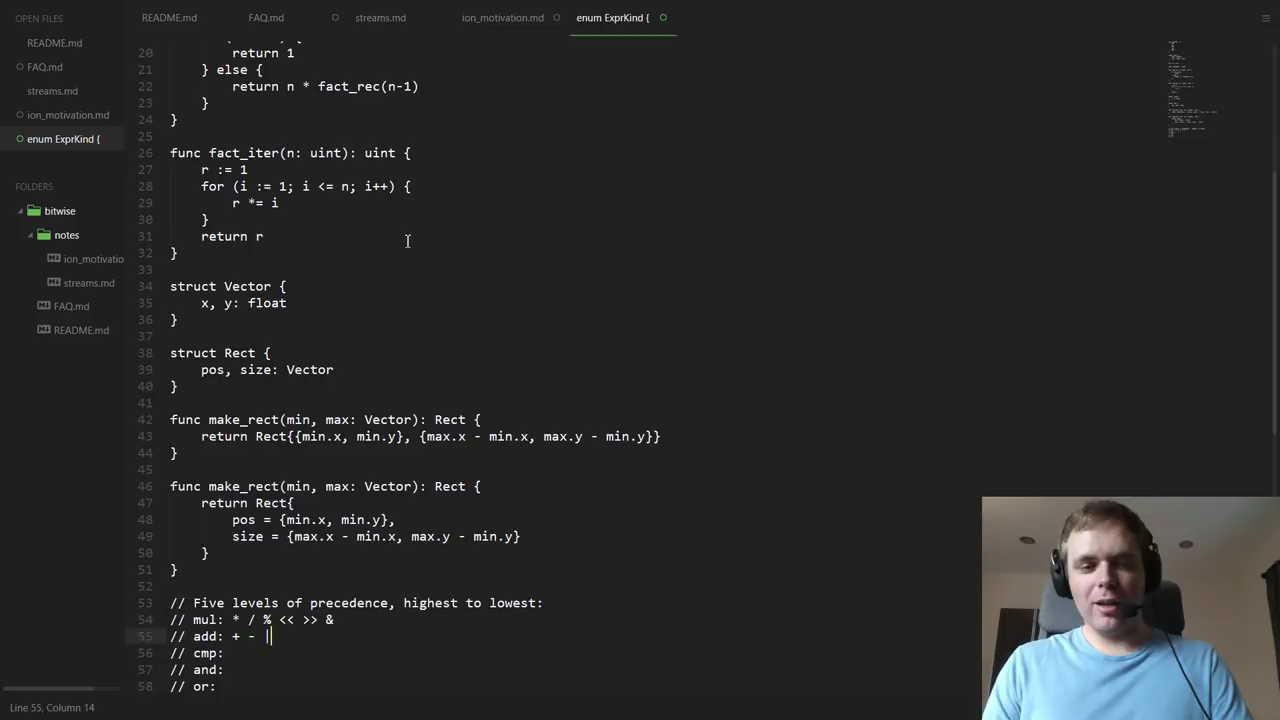 OPEN FILES
README.md
FAQ.md
streams.md
ion_motivation.md
enum ExprKind {
FOLDERS
bitwise
notes
ion_motivatio
streams.md
FAQ.md
README.md
README.md FAQ.md streams.md ion_motivation.md enum ExprKind {
20 return 1
21 } else {
22 return n * fact_rec(n-1)
23 }
24 }
25
26 func fact_iter(n: uint): uint {
27 r := 1
28 for (i := 1; i <= n; i++) {
29 r *= i
30 }
31 return r
32 }
33
34 struct Vector {
35 x, y: float
36 }
37
38 struct Rect {
39 pos, size: Vector
40 }
41
42 func make_rect(min, max: Vector): Rect {
43 return Rect{{min.x, min.y}, {max.x - min.x, max.y - min.y}}
44 }
45
46 func make_rect(min, max: Vector): Rect {
47 return Rect{
48 pos = {min.x, min.y},
49 size = {max.x - min.x, max.y - min.y}
50 }
51 }
52
53 // Five levels of precedence, highest to lowest:
54 // mul: * / % << >> &
55 // add: + - |
56 // cmp:
57 // and:
58 // or:
Line 55, Column 14